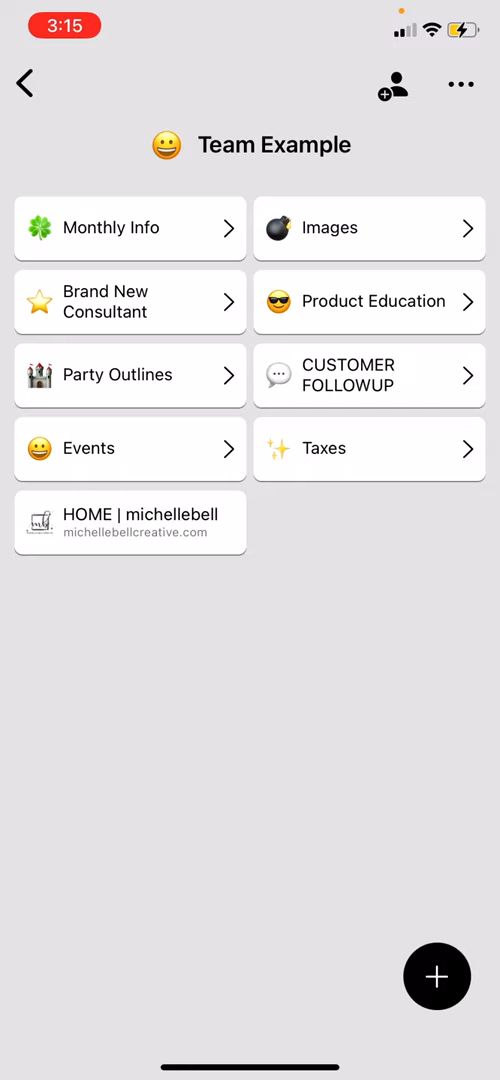 3:15
Team Example
Monthly Info
Images
Brand New
Consultant
Product Education
Party Outlines
CUSTOMER
FOLLOWUP
Events
Taxes
HOME | michellebell
michellebellcreative.com